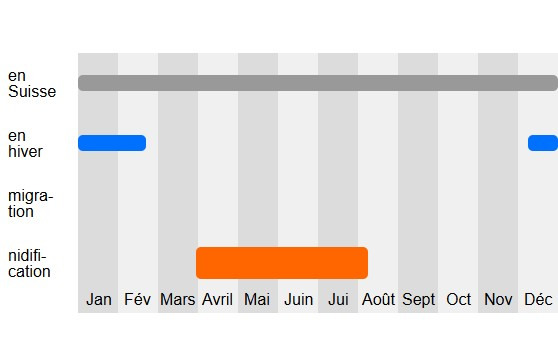 en
Suisse
en
hiver
migra-
tion
nidifi-
cation
Jan Fév Mars Avril Mai Juin Jui Août Sept Oct Nov Déc